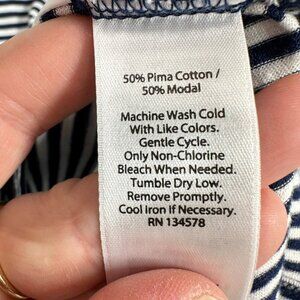 50% Pima Cotton /
50% Modal
Machine Wash Cold
With Like Colors.
Gentle Cycle.
Only Non-Chlorine
Bleach When Needed.
Tumble Dry Low.
Remove Promptly.
Cool Iron If Necessary.
RN 134578